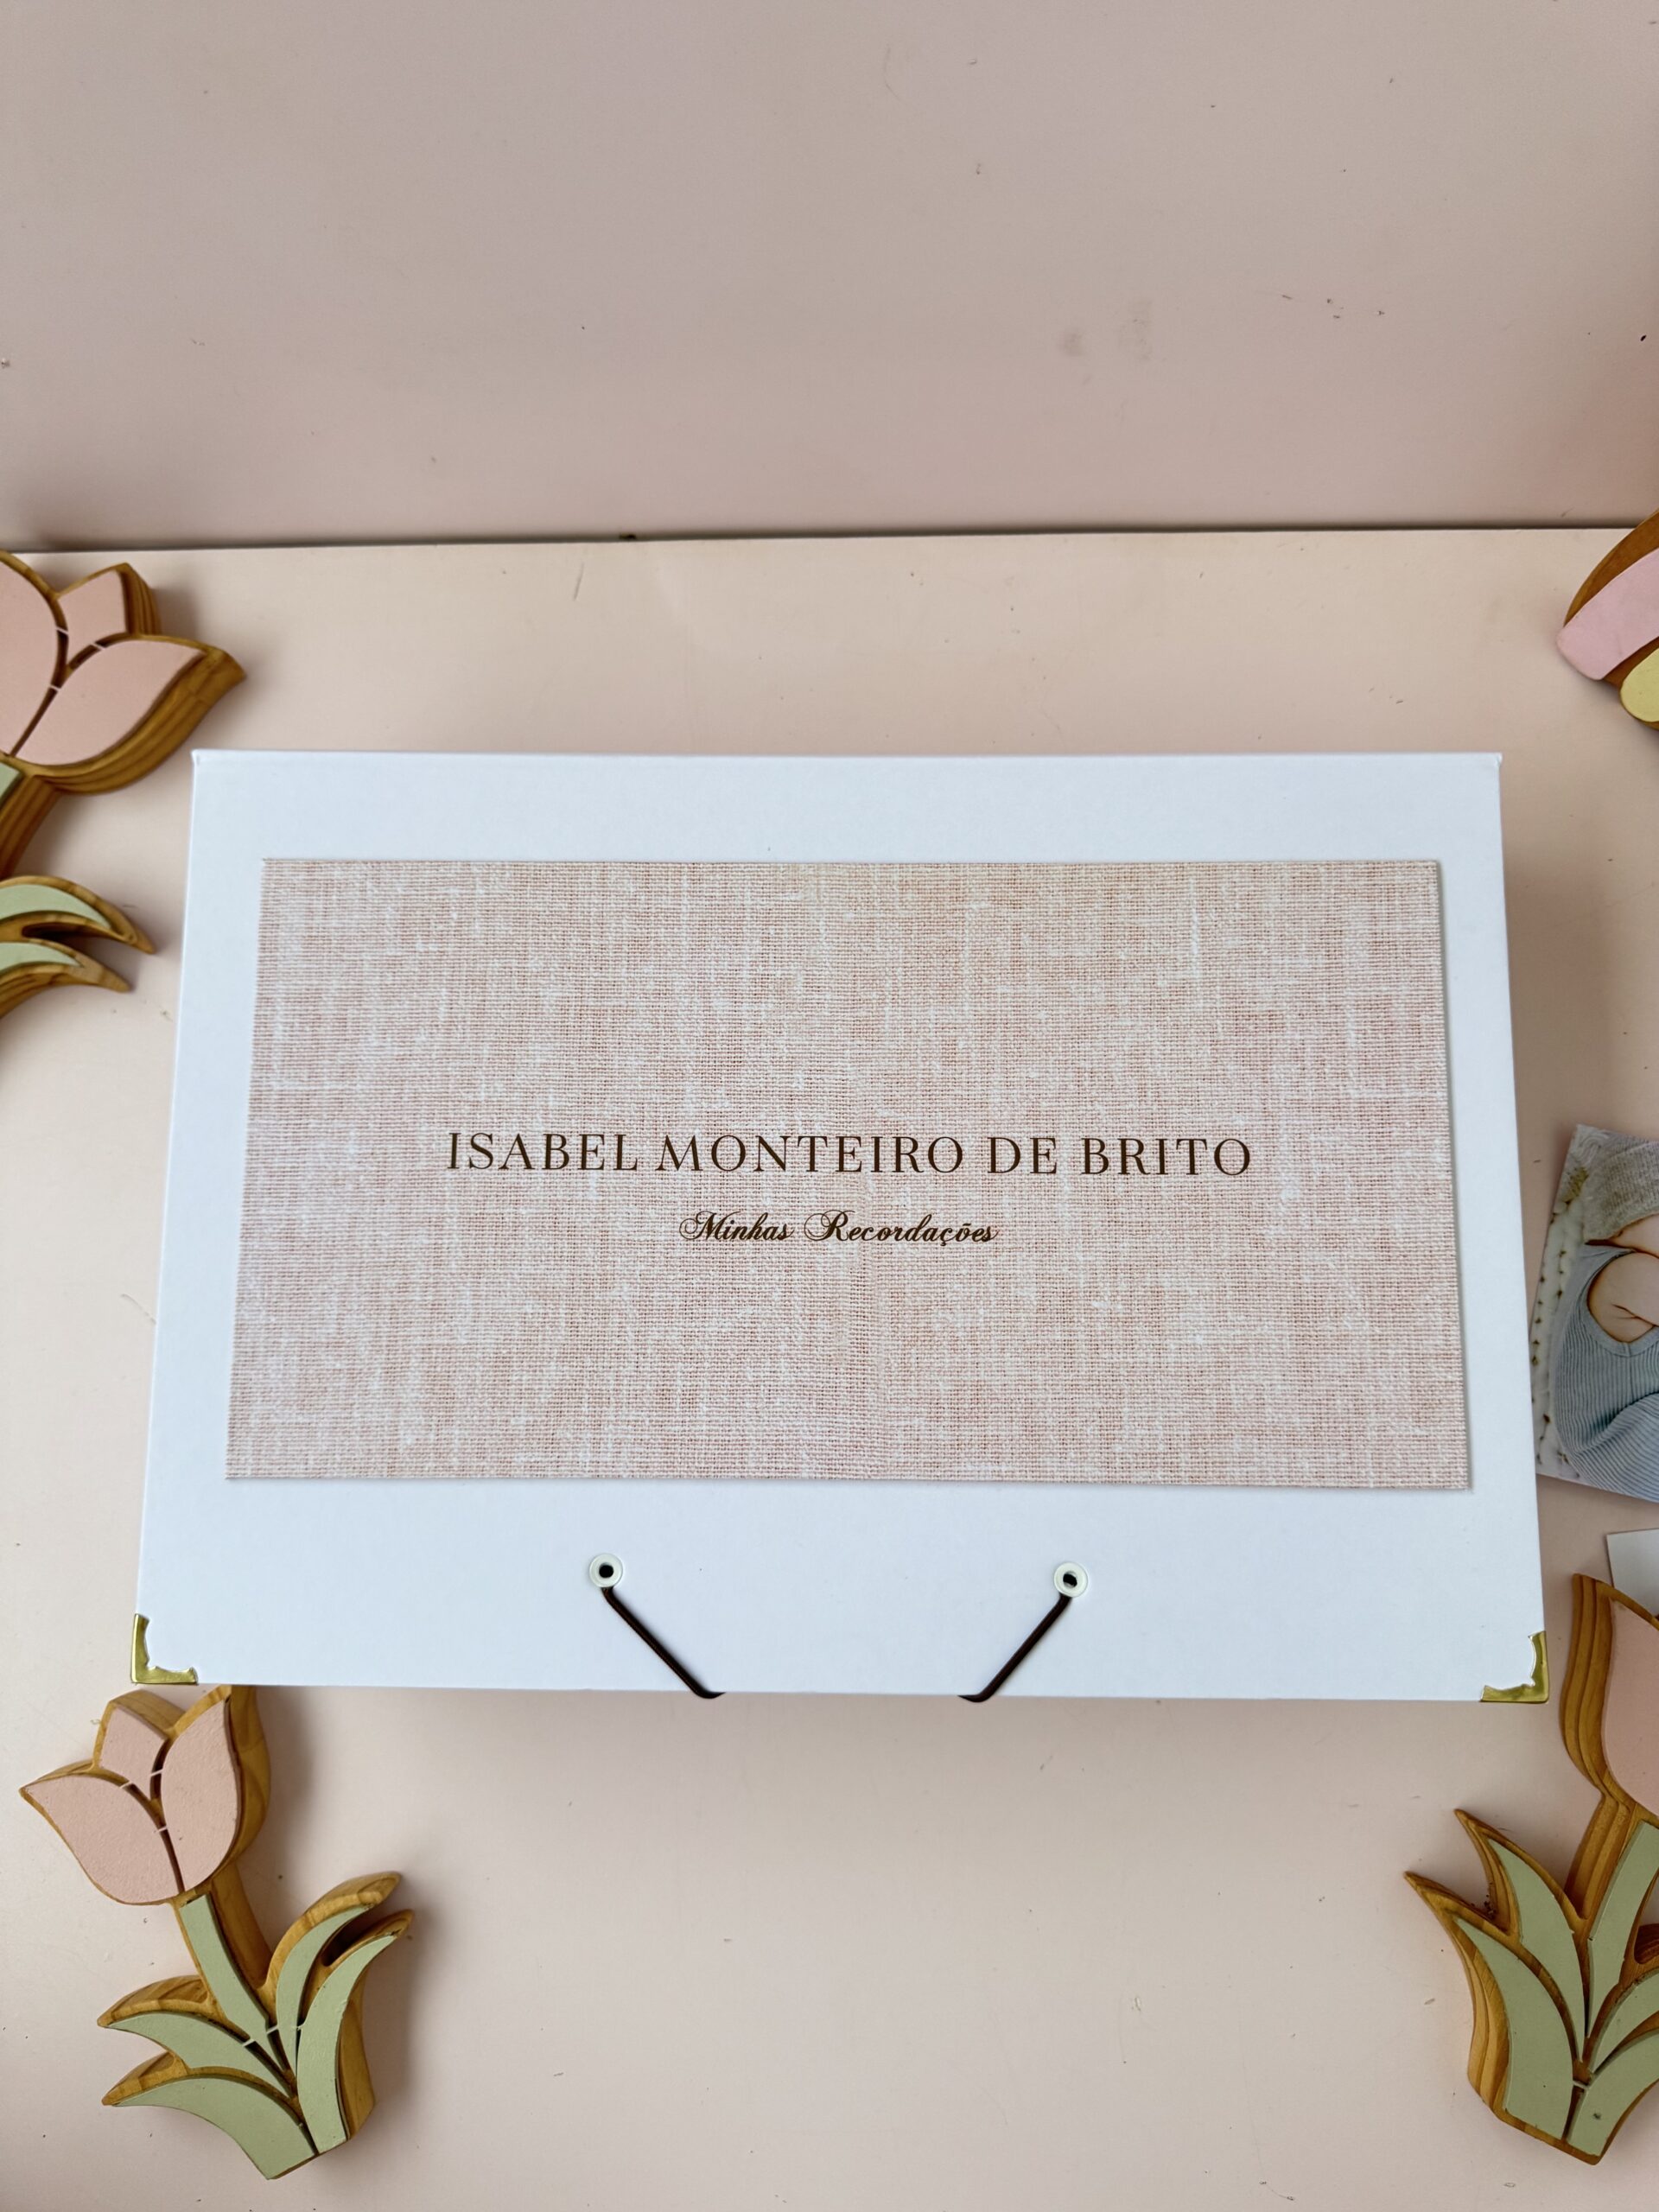 ISABEL MONTEIRO DE BRITO
Minhas Recordações